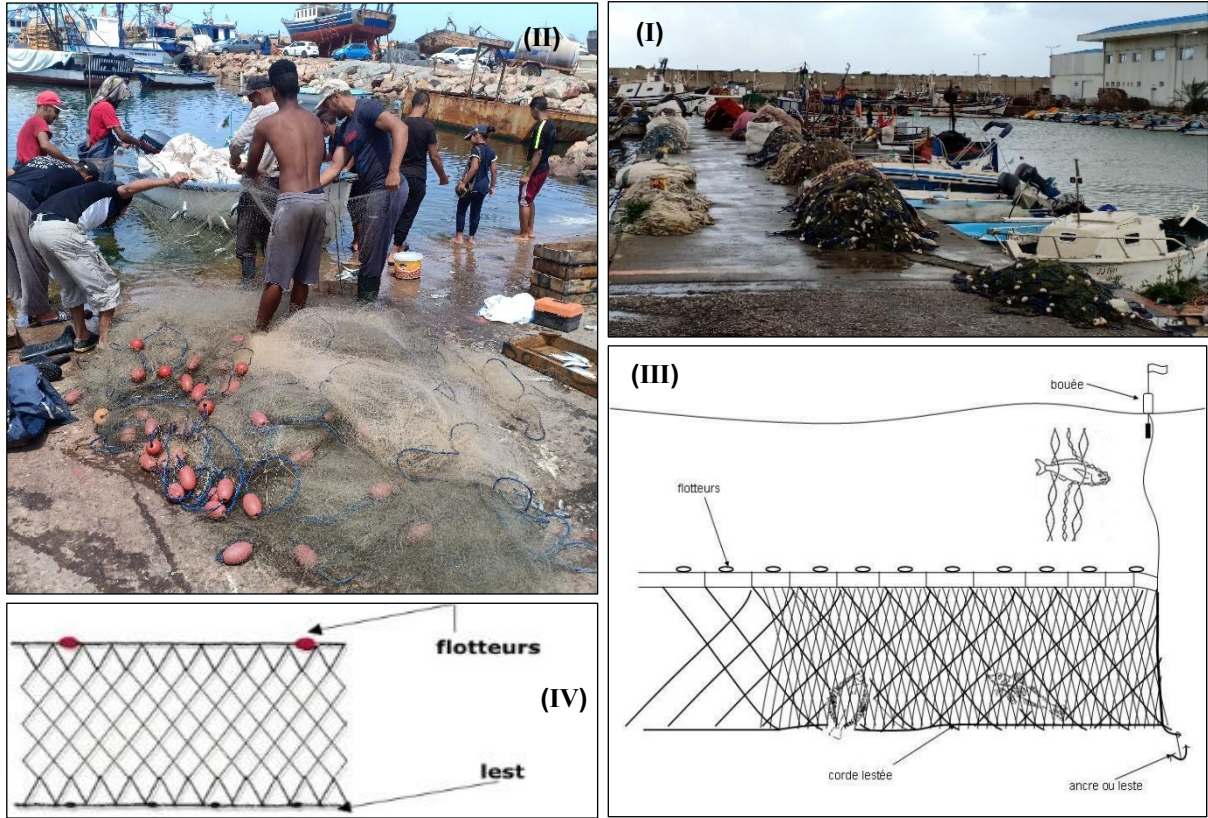 (II)
(I)
(III)
bouée
flotteurs
corde lestée
ancre ou leste
flotteurs
(IV)
lest